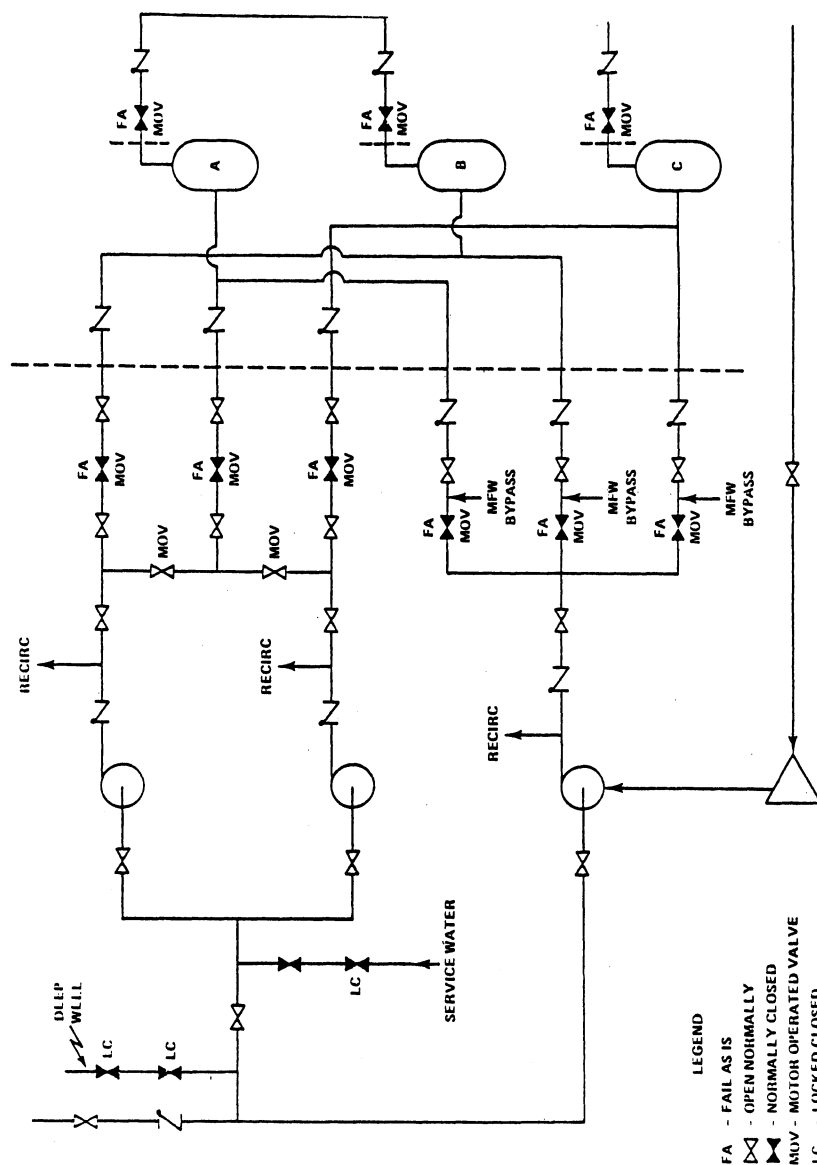 FA
MOV
FA
MOV
FA
MOV
A
B
C
FA
MOV
FA
MOV
FA
MOV
MOV
MOV
FA
MOV
FA
MOV
FA
MOV
MFW
BYPASS
MFW
BYPASS
MFW
BYPASS
RECIRC
RECIRC
RECIRC
DEEP
WELL
LC
LC
LC
SERVICE WATER
LEGEND
FA - FAIL AS IS
- OPEN NORMALLY
- NORMALLY CLOSED
MOV - MOTOR OPERATED VALVE
LC - LOCKED CLOSED